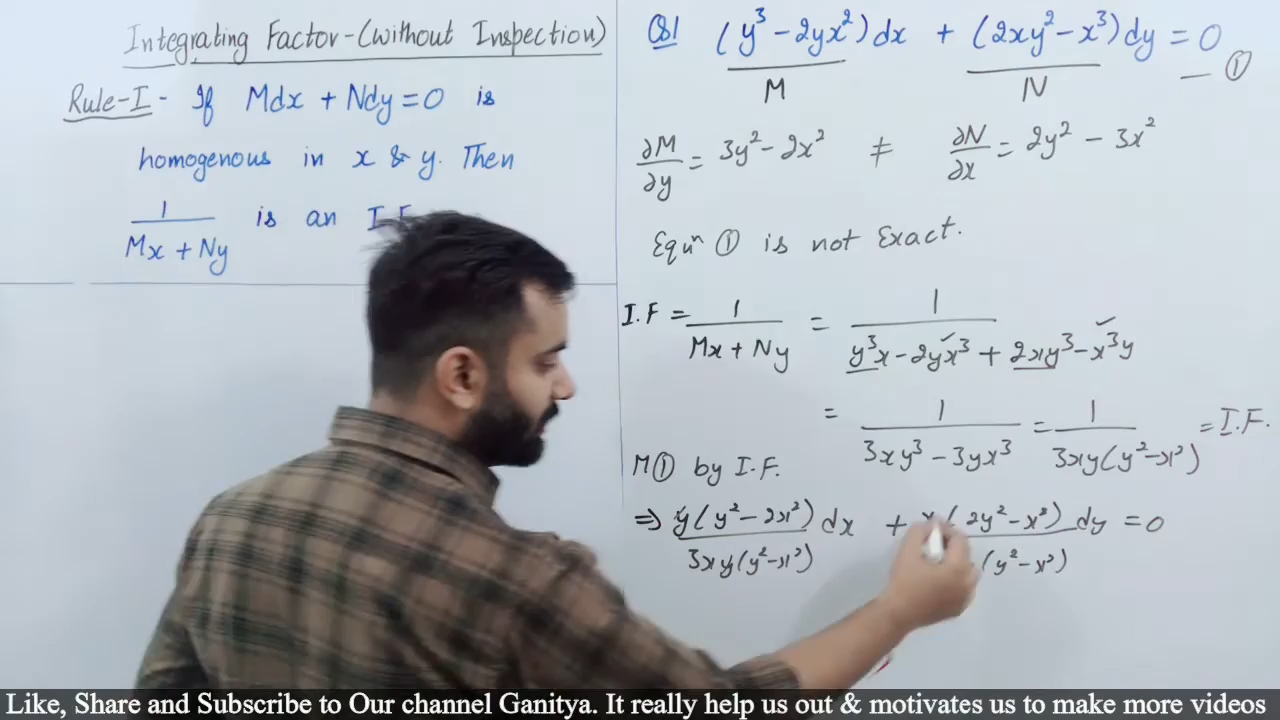 Integrating Factor-(without Inspection)
Rule-I - If Mdx + Ndy = 0 is
homogenous in x & y. Then
1/(Mx + Ny) is an I.F
Q1 (y³ - 2yx²)dx + (2xy² - x³)dy = 0 — ①
M N
∂M/∂y = 3y² - 2x² ≠ ∂N/∂x = 2y² - 3x²
Equⁿ ① is not Exact.
I.F = 1/(Mx + Ny) = 1/(y³x - 2yx³ + 2xy³ - x³y)
= 1/(3xy³ - 3yx³) = 1/(3xy(y² - x²)) = I.F.
M① by I.F.
⇒ y(y² - 2x²)/(3xy(y² - x²)) dx + x(2y² - x²)/( (y² - x²)) dy = 0
Like, Share and Subscribe to Our channel Ganitya. It really help us out & motivates us to make more videos